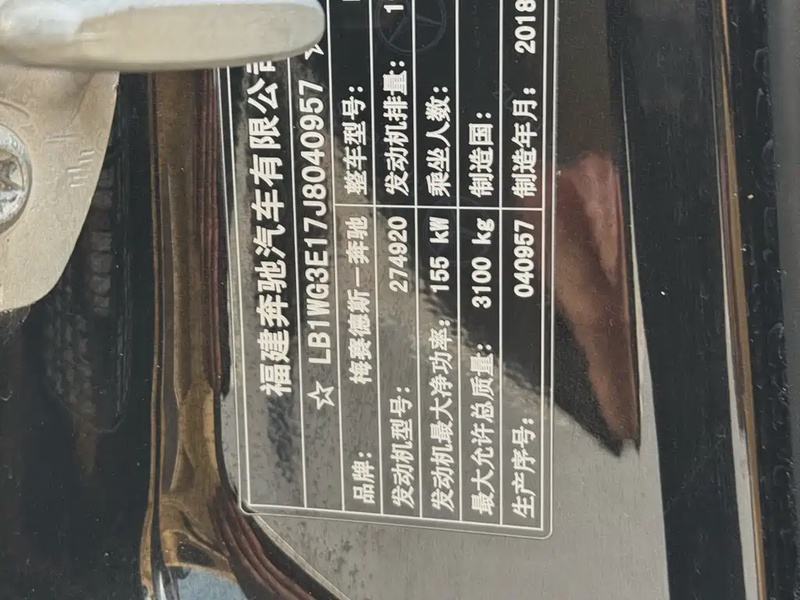 福建奔驰汽车有限公司
☆ LB1WG3E17J8040957 ☆
品牌: 梅赛德斯－奔驰 整车型号:
发动机型号: 274920 发动机排量: 1
发动机最大净功率: 155 kW 乘坐人数:
最大允许总质量: 3100 kg 制造国:
生产序号: 040957 制造年月: 2018